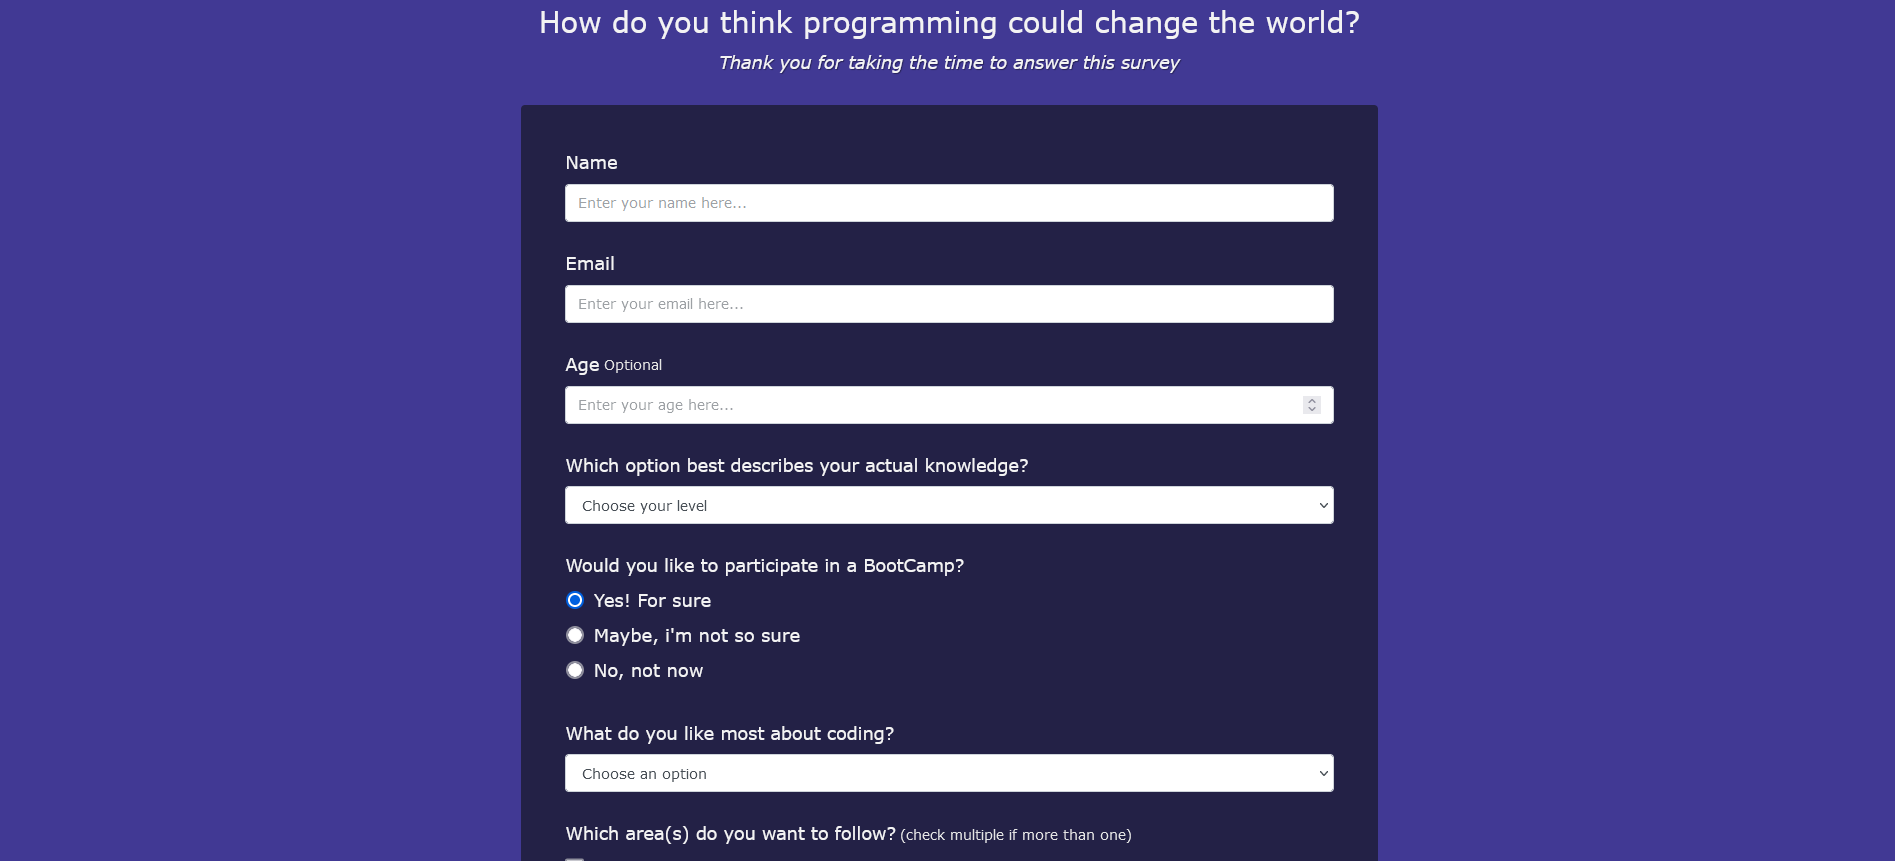 How do you think programming could change the world?
Thank you for taking the time to answer this survey
Name
Enter your name here...
Email
Enter your email here...
Age Optional
Enter your age here...
Which option best describes your actual knowledge?
Choose your level
Would you like to participate in a BootCamp?
Yes! For sure
Maybe, i'm not so sure
No, not now
What do you like most about coding?
Choose an option
Which area(s) do you want to follow? (check multiple if more than one)